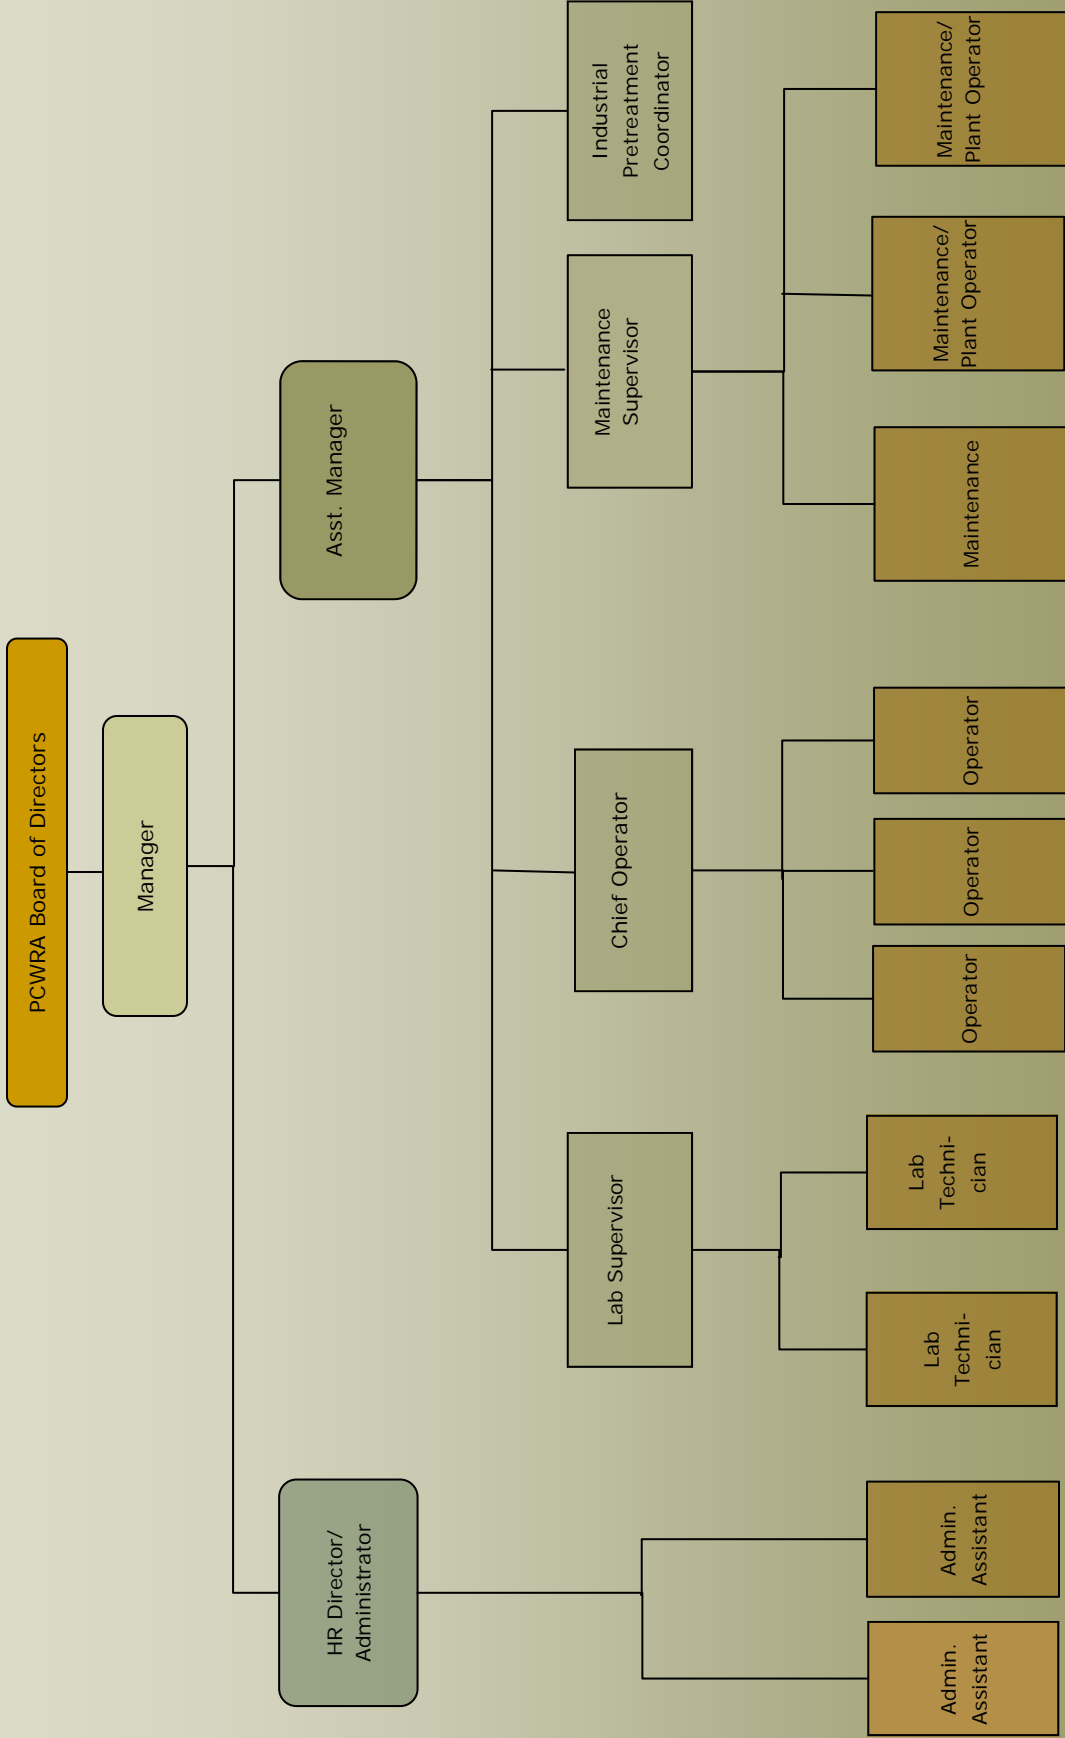 PCWRA Board of Directors
Manager
HR Director/
Administrator
Asst. Manager
Lab Supervisor
Chief Operator
Maintenance
Supervisor
Industrial
Pretreatment
Coordinator
Admin.
Assistant
Admin.
Assistant
Lab
Techni-
cian
Lab
Techni-
cian
Operator
Operator
Operator
Maintenance
Maintenance/
Plant Operator
Maintenance/
Plant Operator